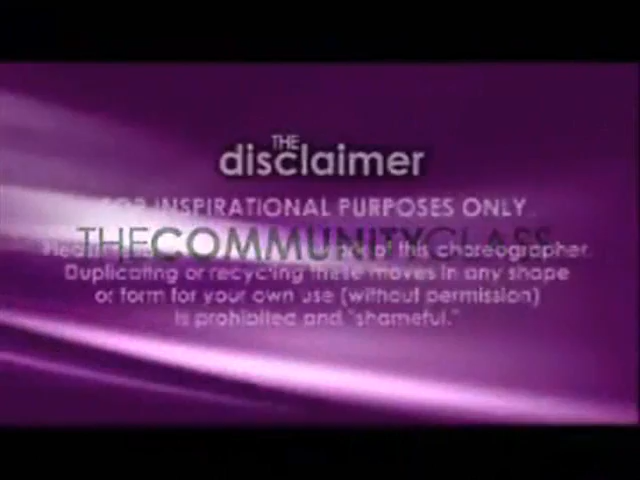 THE
disclaimer
FOR INSPIRATIONAL PURPOSES ONLY
THECOMMUNITYCLASS
of this choreographer.
Duplicating or recycling these moves in any shape
or form for your own use (without permission)
is prohibited and "shameful."